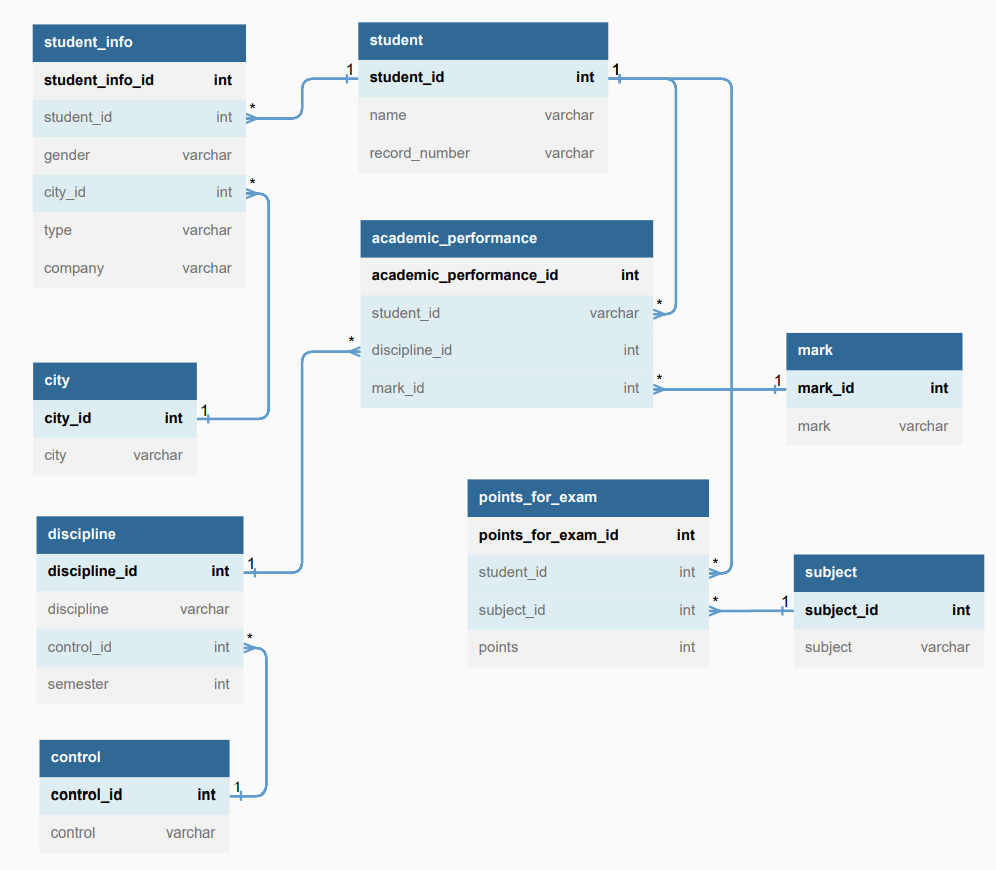 student_info
student_info_id int
student_id int
gender varchar
city_id int
type varchar
company varchar
student
student_id int
name varchar
record_number varchar
academic_performance
academic_performance_id int
student_id varchar
discipline_id int
mark_id int
city
city_id int
city varchar
mark
mark_id int
mark varchar
discipline
discipline_id int
discipline varchar
control_id int
semester int
points_for_exam
points_for_exam_id int
student_id int
subject_id int
points int
subject
subject_id int
subject varchar
control
control_id int
control varchar
1
*
1
*
*
1
*
*
1
1
*
*
1
*
1